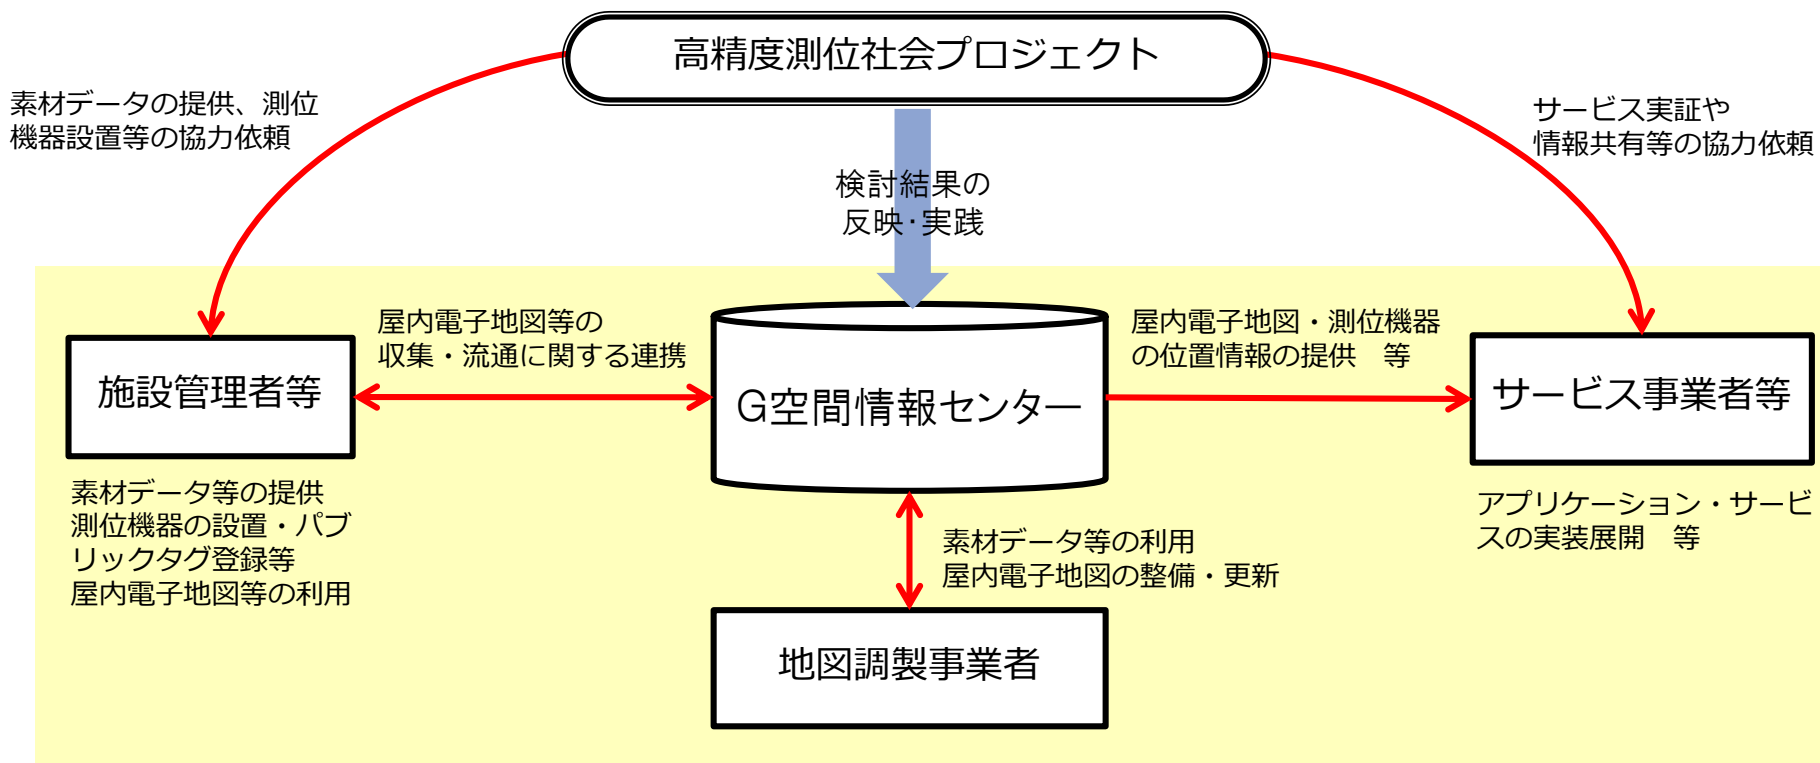 高精度測位社会プロジェクト
素材データの提供、測位
機器設置等の協力依頼
サービス実証や
情報共有等の協力依頼
検討結果の
反映・実践
屋内電子地図等の
収集・流通に関する連携
屋内電子地図・測位機器
の位置情報の提供　等
施設管理者等
G空間情報センター
サービス事業者等
素材データ等の提供
測位機器の設置・パブ
リックタグ登録等
屋内電子地図等の利用
アプリケーション・サービ
スの実装展開　等
素材データ等の利用
屋内電子地図の整備・更新
地図調製事業者